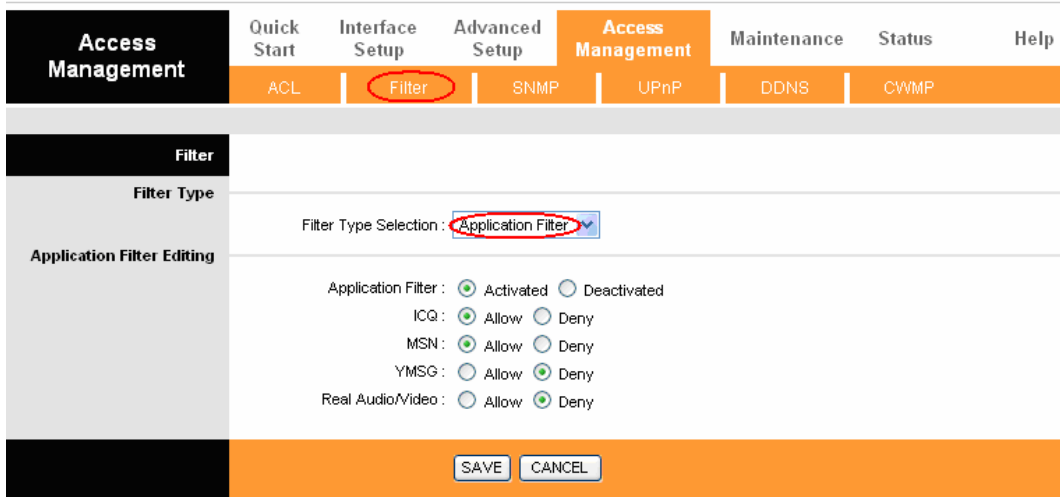 Access Management
Quick Start
Interface Setup
Advanced Setup
Access Management
Maintenance
Status
Help
ACL
Filter
SNMP
UPnP
DDNS
CWMP
Filter
Filter Type
Filter Type Selection : Application Filter
Application Filter Editing
Application Filter : Activated Deactivated
ICQ : Allow Deny
MSN : Allow Deny
YMSG : Allow Deny
Real Audio/Video : Allow Deny
SAVE CANCEL